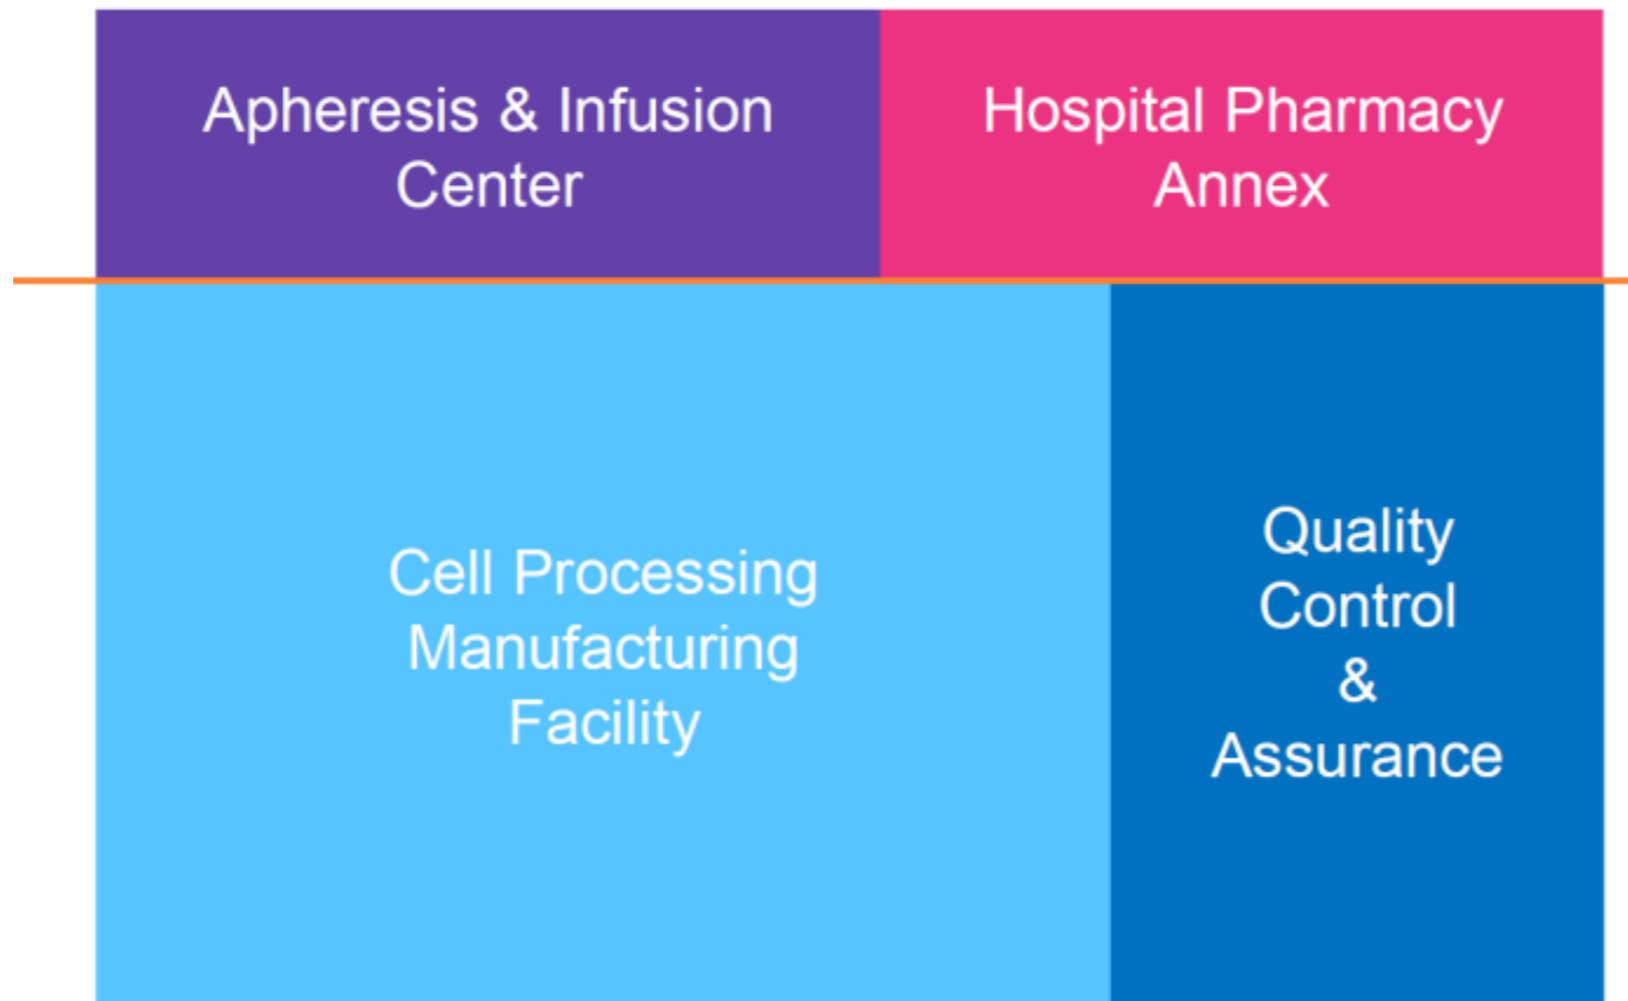 Apheresis & Infusion
Center
Hospital Pharmacy
Annex
Cell Processing
Manufacturing
Facility
Quality
Control
&
Assurance